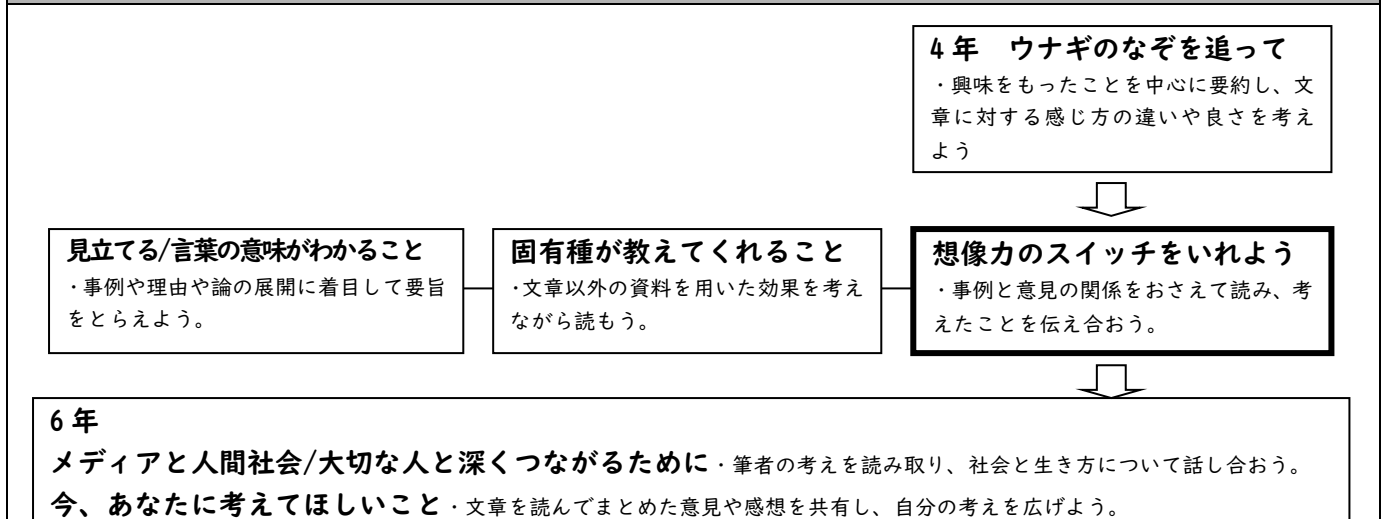 4年　ウナギのなぞを追って
・興味をもったことを中心に要約し、文
章に対する感じ方の違いや良さを考え
よう
見立てる/言葉の意味がわかること
・事例や理由や論の展開に着目して要旨
をとらえよう。
固有種が教えてくれること
・文章以外の資料を用いた効果を考え
ながら読もう。
想像力のスイッチをいれよう
・事例と意見の関係をおさえて読み、考
えたことを伝え合おう。
6年
メディアと人間社会/大切な人と深くつながるために・筆者の考えを読み取り、社会と生き方について話し合おう。
今、あなたに考えてほしいこと・文章を読んでまとめた意見や感想を共有し、自分の考えを広げよう。